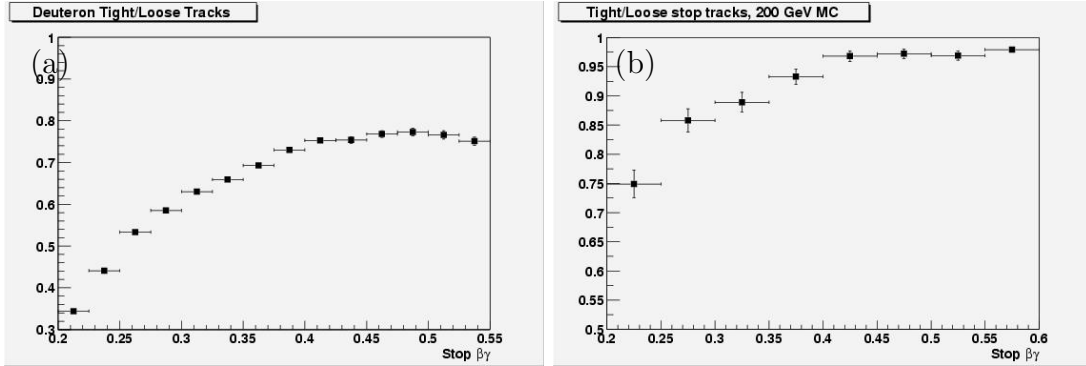 Deuteron Tight/Loose Tracks
(a)
1
0.9
0.8
0.7
0.6
0.5
0.4
0.3
0.2 0.25 0.3 0.35 0.4 0.45 0.5 0.55
Stop βγ
Tight/Loose stop tracks, 200 GeV MC
(b)
1
0.95
0.9
0.85
0.8
0.75
0.7
0.65
0.6
0.55
0.5
0.2 0.25 0.3 0.35 0.4 0.45 0.5 0.55 0.6
Stop βγ